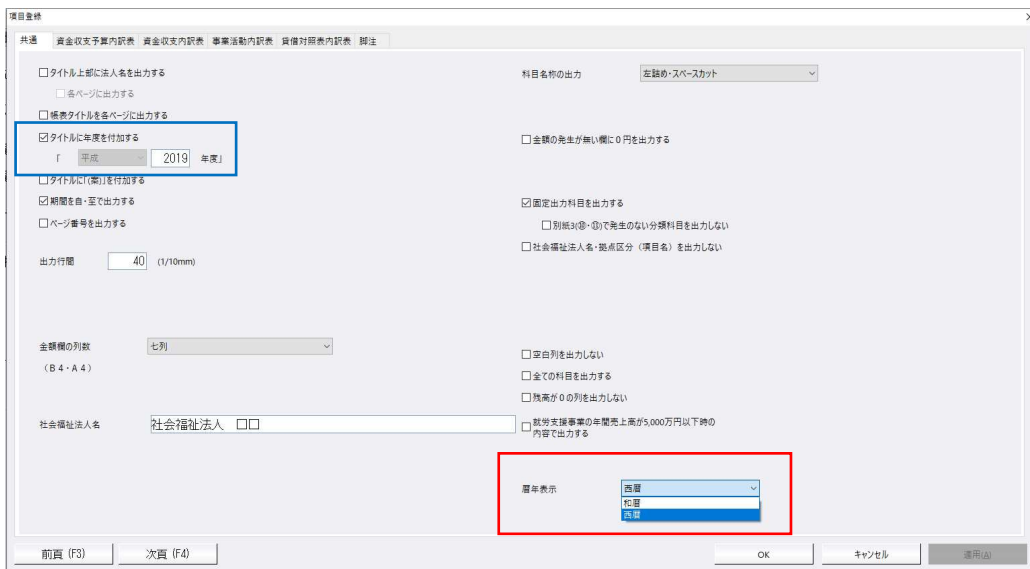 項目登録
共通 資金収支予算内訳表 資金収支内訳表 事業活動内訳表 貸借対照表内訳表 脚注
タイトル上部に法人名を出力する
各ページに出力する
帳表タイトルを各ページに出力する
タイトルに年度を付加する
「 平成 2019 年度」
タイトルに「(案)」を付加する
期間を自・至で出力する
ページ番号を出力する
出力行間 40 (1/10mm)
金額欄の列数 七列
(B4・A4)
社会福祉法人名 社会福祉法人 □□
科目名称の出力 左詰め・スペースカット
金額の発生が無い欄に0円を出力する
固定出力科目を出力する
別紙3(⑩・⑪)で発生のない分類科目を出力しない
社会福祉法人名・拠点区分（項目名）を出力しない
空白列を出力しない
全ての科目を出力する
残高が0の列を出力しない
就労支援事業の年間売上高が5,000万円以下時の
内容で出力する
暦年表示 西暦
和暦
西暦
前頁 (F3) 次頁 (F4) OK キャンセル 適用(A)